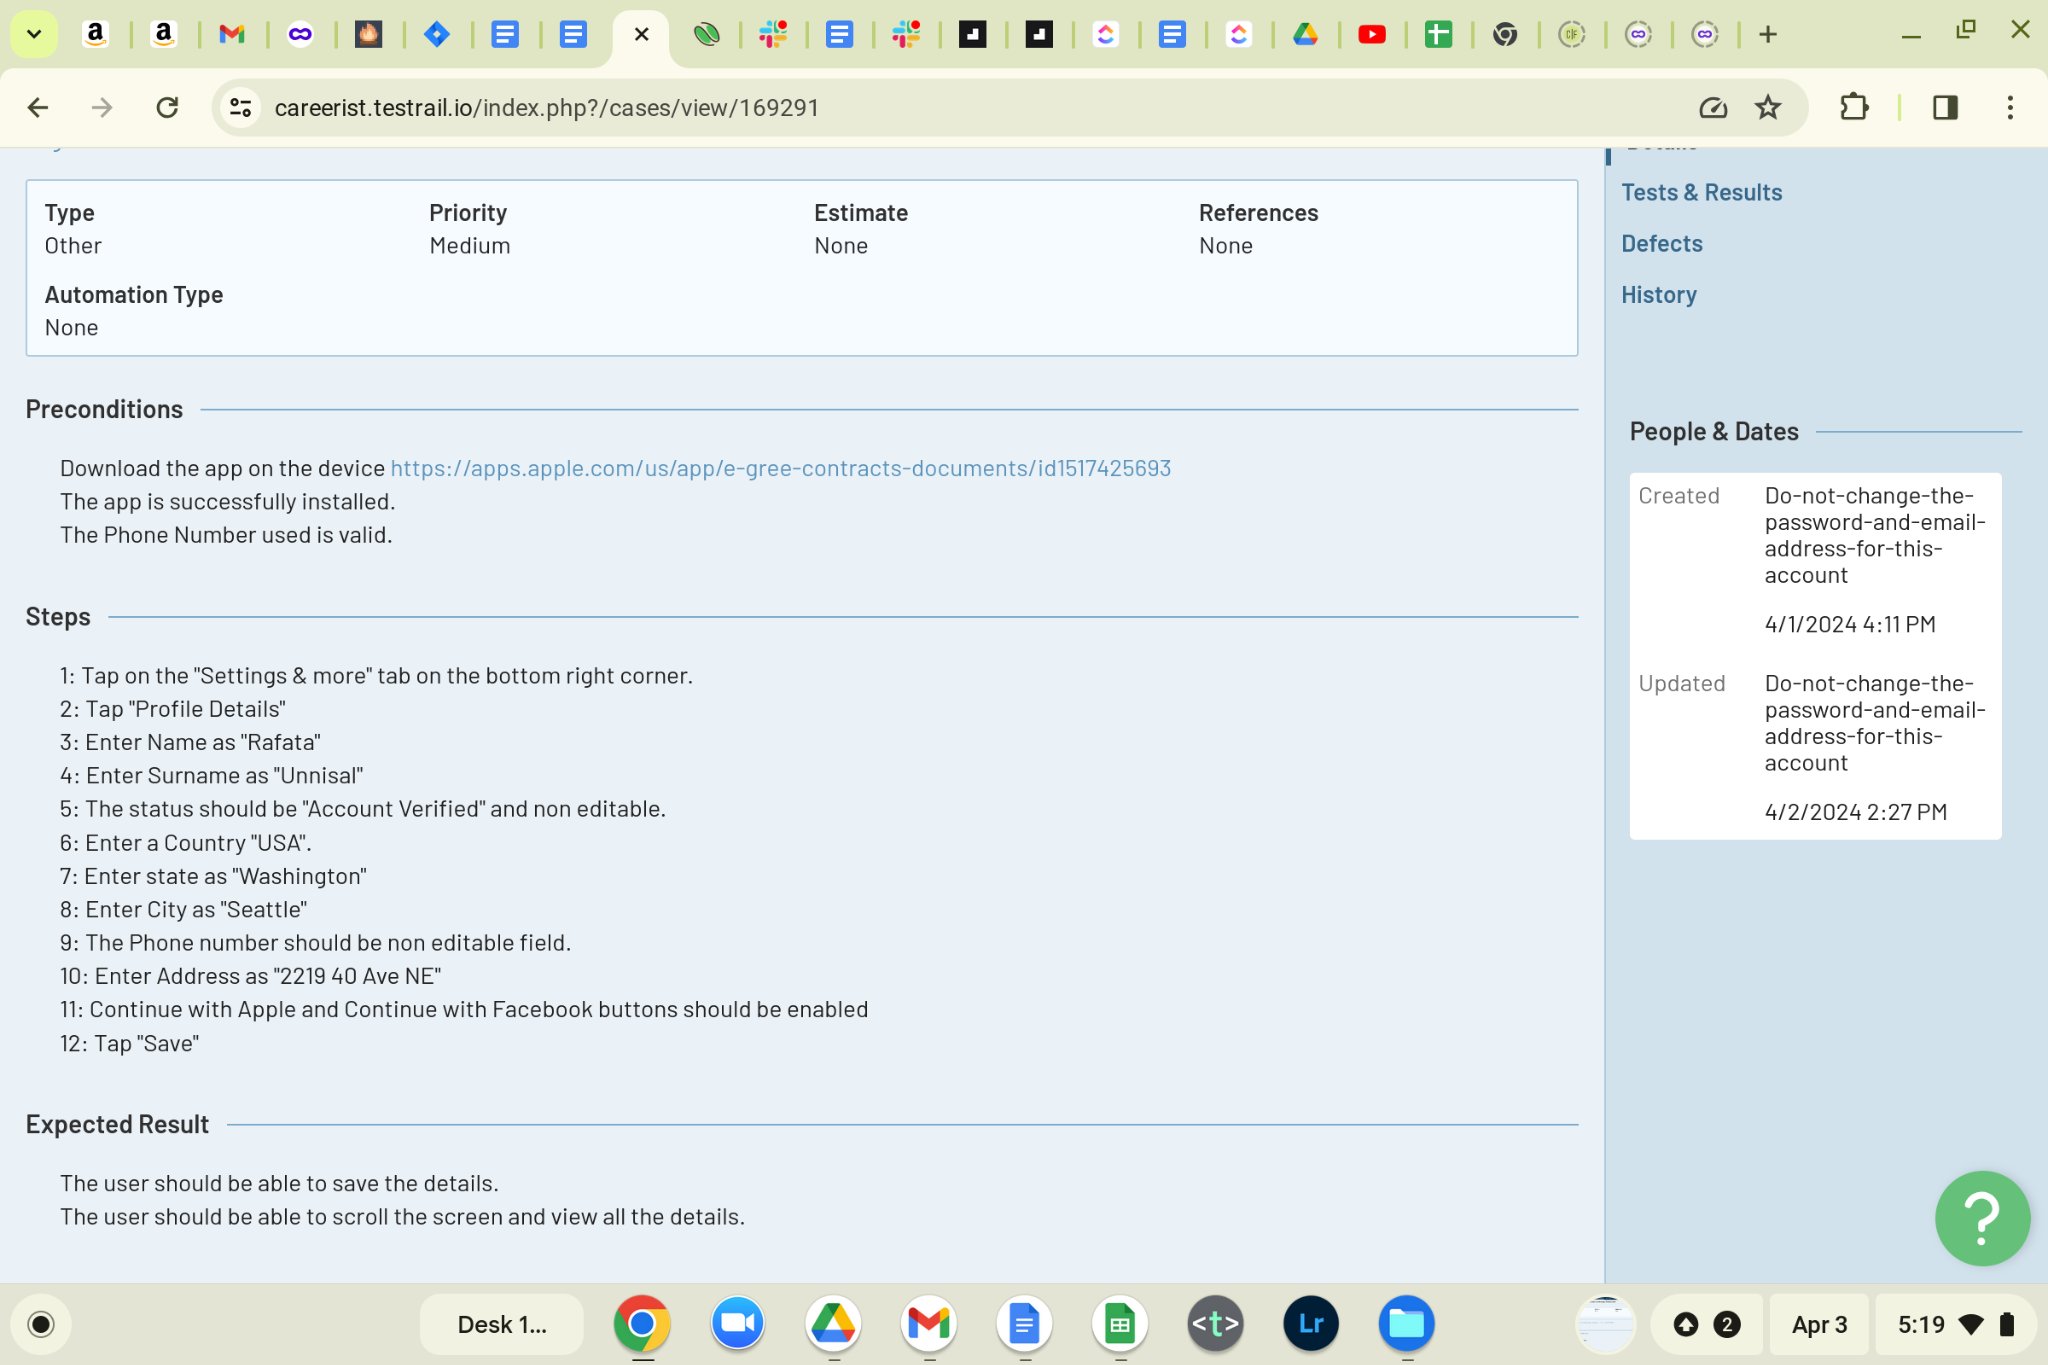 careerist.testrail.io/index.php?/cases/view/169291
Type
Other
Priority
Medium
Estimate
None
References
None
Automation Type
None
Preconditions
Download the app on the device https://apps.apple.com/us/app/e-gree-contracts-documents/id1517425693
The app is successfully installed.
The Phone Number used is valid.
Steps
1: Tap on the "Settings & more" tab on the bottom right corner.
2: Tap "Profile Details"
3: Enter Name as "Rafata"
4: Enter Surname as "Unnisal"
5: The status should be "Account Verified" and non editable.
6: Enter a Country "USA".
7: Enter state as "Washington"
8: Enter City as "Seattle"
9: The Phone number should be non editable field.
10: Enter Address as "2219 40 Ave NE"
11: Continue with Apple and Continue with Facebook buttons should be enabled
12: Tap "Save"
Expected Result
The user should be able to save the details.
The user should be able to scroll the screen and view all the details.
Tests & Results
Defects
History
People & Dates
Created
Do-not-change-the-
password-and-email-
address-for-this-
account
4/1/2024 4:11 PM
Updated
Do-not-change-the-
password-and-email-
address-for-this-
account
4/2/2024 2:27 PM
?
Desk 1...
<t>
Lr
2
Apr 3
5:19